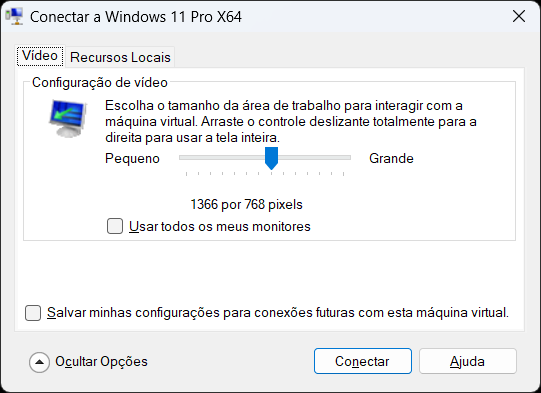 Conectar a Windows 11 Pro X64
Vídeo
Recursos Locais
Configuração de vídeo
Escolha o tamanho da área de trabalho para interagir com a
máquina virtual. Arraste o controle deslizante totalmente para a
direita para usar a tela inteira.
Pequeno
Grande
1366 por 768 pixels
Usar todos os meus monitores
Salvar minhas configurações para conexões futuras com esta máquina virtual.
Ocultar Opções
Conectar
Ajuda